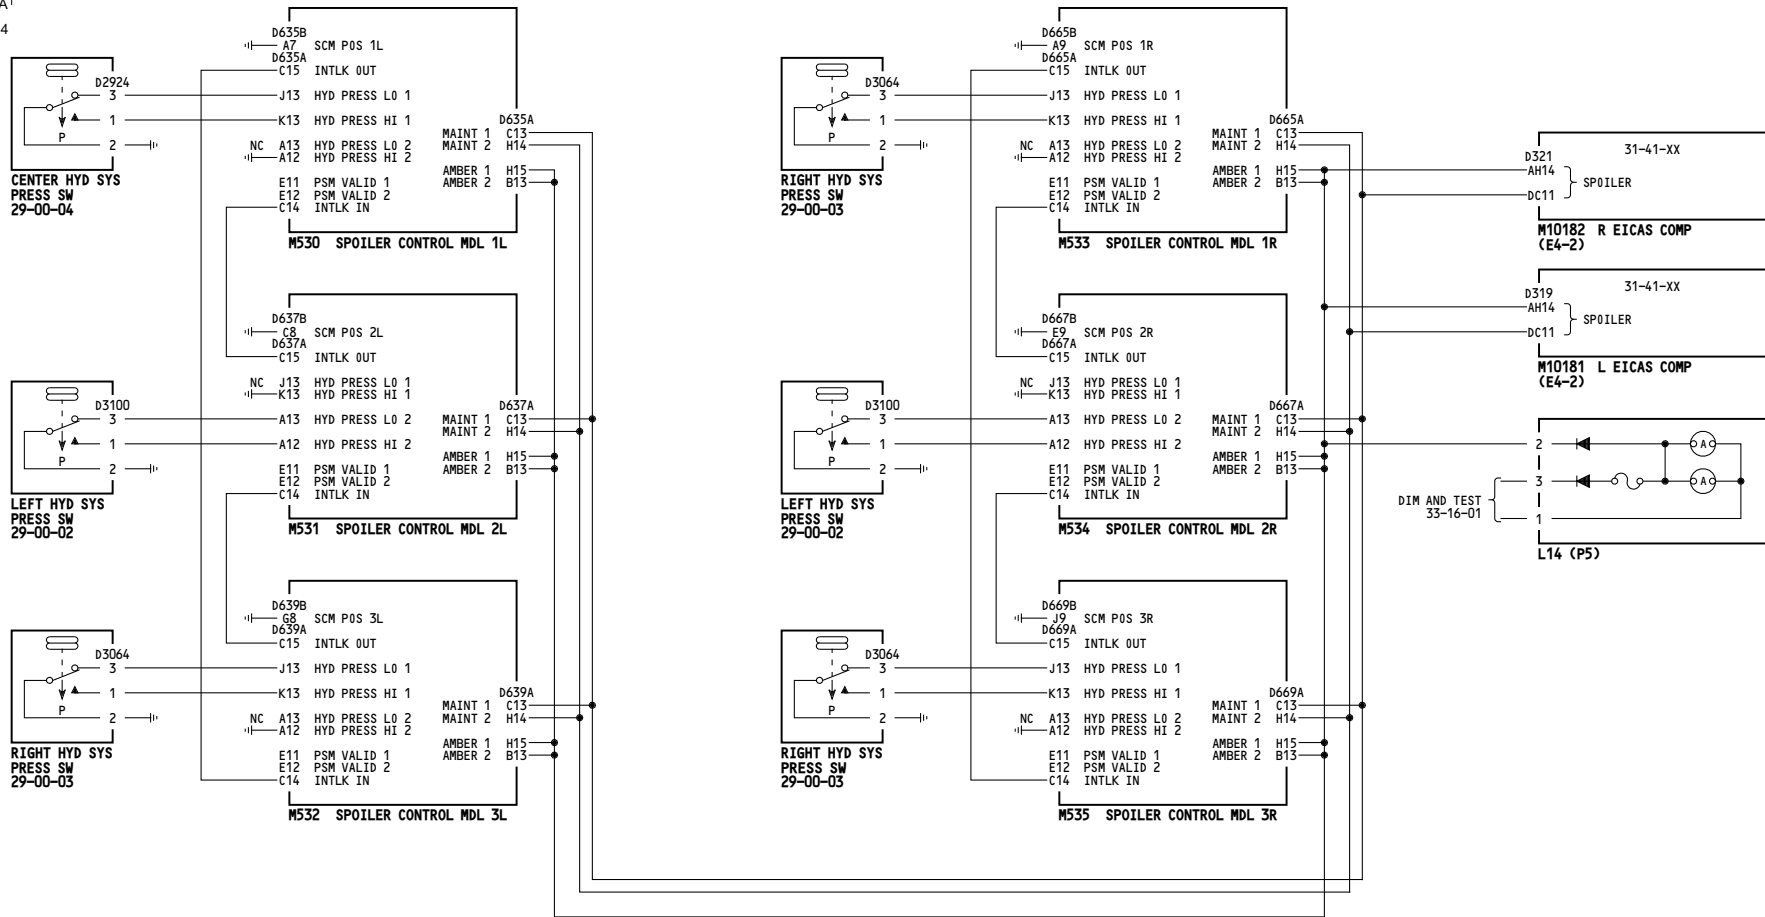 A
4
D2924
3
1
2
P
CENTER HYD SYS
PRESS SW
29-00-04
D635B
A7 SCM POS 1L
D635A
C15 INTLK OUT
J13 HYD PRESS LO 1
K13 HYD PRESS HI 1
NC A13 HYD PRESS LO 2
A12 HYD PRESS HI 2
E11 PSM VALID 1
E12 PSM VALID 2
C14 INTLK IN
D635A
MAINT 1 C13
MAINT 2 H14
AMBER 1 H15
AMBER 2 B13
M530 SPOILER CONTROL MDL 1L
D3100
3
1
2
P
LEFT HYD SYS
PRESS SW
29-00-02
D637B
C8 SCM POS 2L
D637A
C15 INTLK OUT
NC J13 HYD PRESS LO 1
K13 HYD PRESS HI 1
A13 HYD PRESS LO 2
A12 HYD PRESS HI 2
E11 PSM VALID 1
E12 PSM VALID 2
C14 INTLK IN
D637A
MAINT 1 C13
MAINT 2 H14
AMBER 1 H15
AMBER 2 B13
M531 SPOILER CONTROL MDL 2L
D3064
3
1
2
P
RIGHT HYD SYS
PRESS SW
29-00-03
D639B
G8 SCM POS 3L
D639A
C15 INTLK OUT
J13 HYD PRESS LO 1
K13 HYD PRESS HI 1
NC A13 HYD PRESS LO 2
A12 HYD PRESS HI 2
E11 PSM VALID 1
E12 PSM VALID 2
C14 INTLK IN
D639A
MAINT 1 C13
MAINT 2 H14
AMBER 1 H15
AMBER 2 B13
M532 SPOILER CONTROL MDL 3L
D3064
3
1
2
P
RIGHT HYD SYS
PRESS SW
29-00-03
D665B
A9 SCM POS 1R
D665A
C15 INTLK OUT
J13 HYD PRESS LO 1
K13 HYD PRESS HI 1
NC A13 HYD PRESS LO 2
A12 HYD PRESS HI 2
E11 PSM VALID 1
E12 PSM VALID 2
C14 INTLK IN
D665A
MAINT 1 C13
MAINT 2 H14
AMBER 1 H15
AMBER 2 B13
M533 SPOILER CONTROL MDL 1R
D3100
3
1
2
P
LEFT HYD SYS
PRESS SW
29-00-02
D667B
E9 SCM POS 2R
D667A
C15 INTLK OUT
NC J13 HYD PRESS LO 1
K13 HYD PRESS HI 1
A13 HYD PRESS LO 2
A12 HYD PRESS HI 2
E11 PSM VALID 1
E12 PSM VALID 2
C14 INTLK IN
D667A
MAINT 1 C13
MAINT 2 H14
AMBER 1 H15
AMBER 2 B13
M534 SPOILER CONTROL MDL 2R
D3064
3
1
2
P
RIGHT HYD SYS
PRESS SW
29-00-03
D669B
J9 SCM POS 3R
D669A
C15 INTLK OUT
J13 HYD PRESS LO 1
K13 HYD PRESS HI 1
NC A13 HYD PRESS LO 2
A12 HYD PRESS HI 2
E11 PSM VALID 1
E12 PSM VALID 2
C14 INTLK IN
D669A
MAINT 1 C13
MAINT 2 H14
AMBER 1 H15
AMBER 2 B13
M535 SPOILER CONTROL MDL 3R
31-41-XX
D321
AH14
SPOILER
DC11
M10182 R EICAS COMP
(E4-2)
31-41-XX
D319
AH14
SPOILER
DC11
M10181 L EICAS COMP
(E4-2)
2
A
3
A
DIM AND TEST
33-16-01
1
L14 (P5)